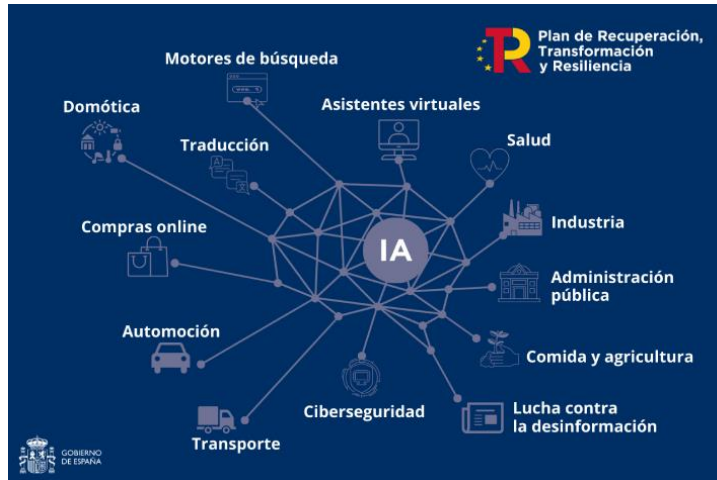 Plan de Recuperación,
Transformación
y Resiliencia
Motores de búsqueda
Asistentes virtuales
Domótica
Traducción
Salud
Compras online
IA
Industria
Administración
pública
Automoción
Comida y agricultura
Ciberseguridad
Lucha contra
la desinformación
Transporte
GOBIERNO
DE ESPAÑA